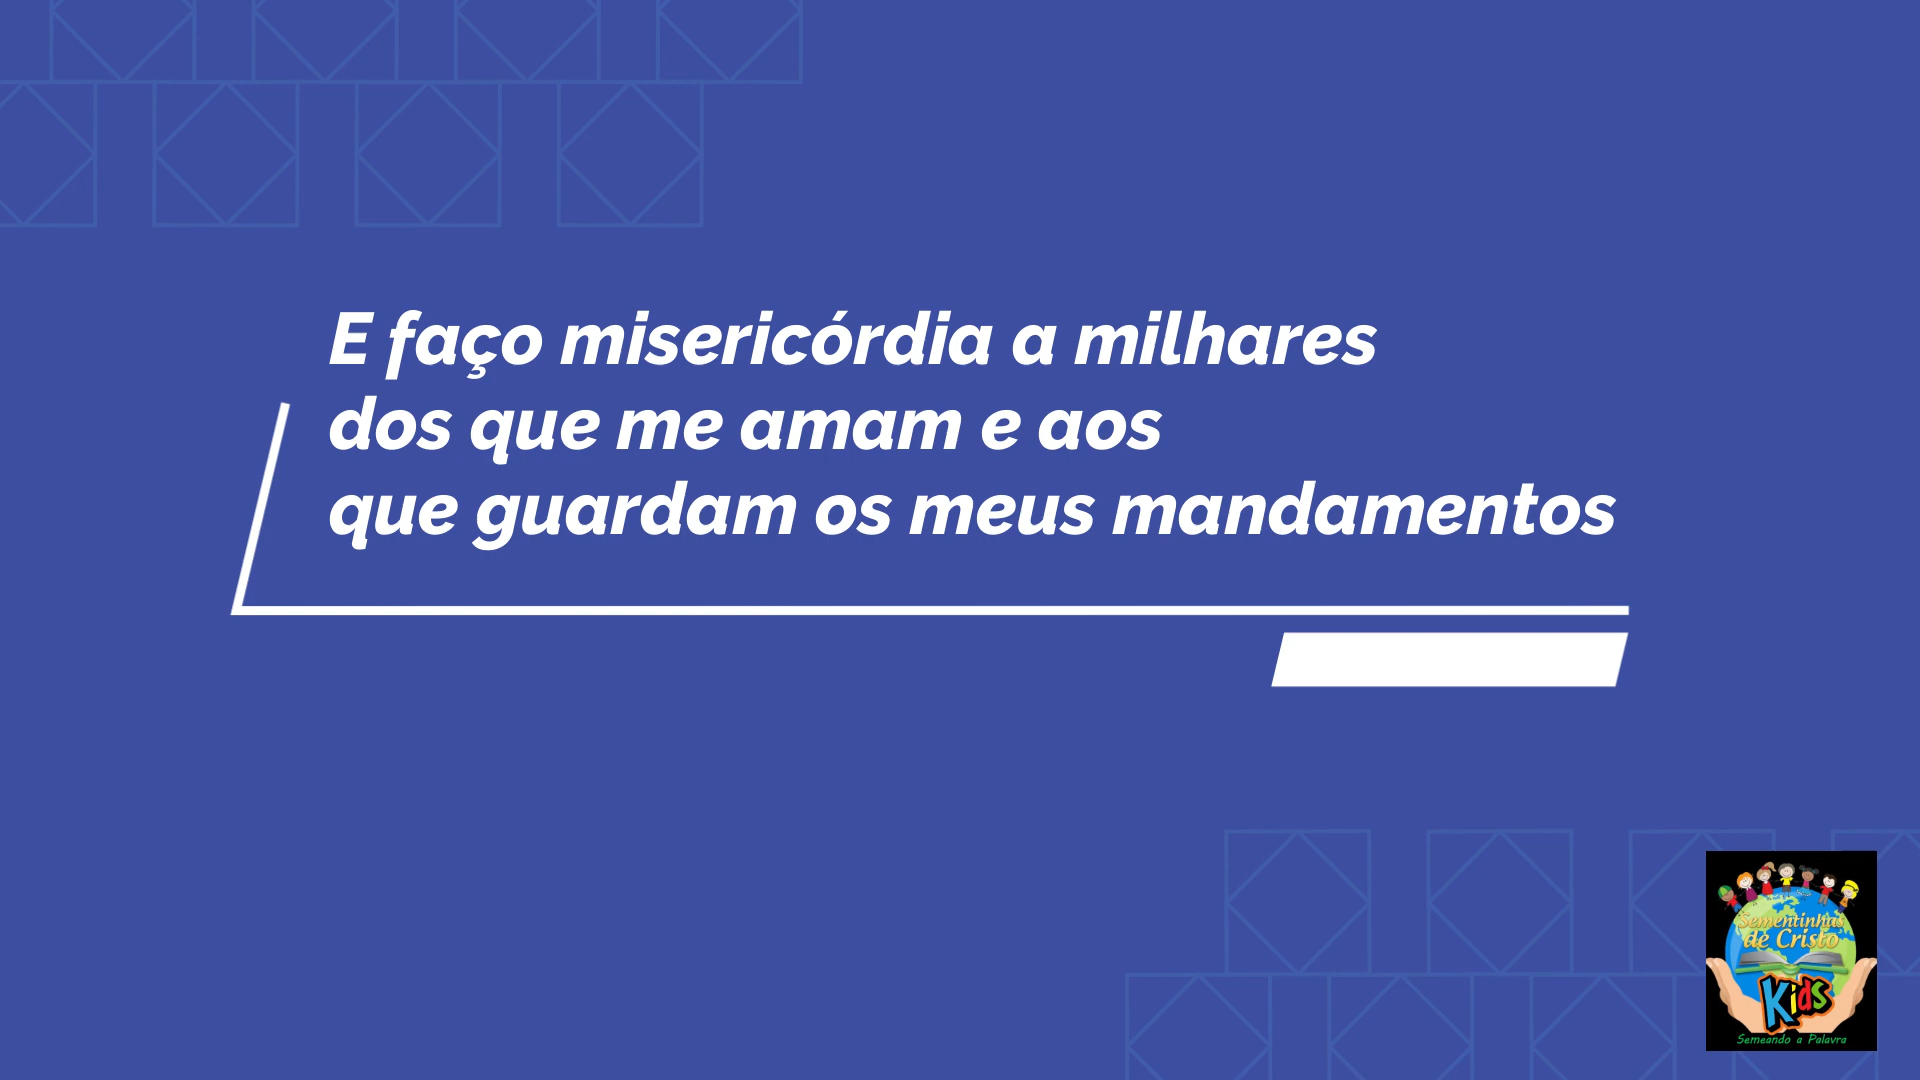 E faço misericórdia a milhares
dos que me amam e aos
que guardam os meus mandamentos
Sementinhas
de Cristo
Kids
Semeando a Palavra